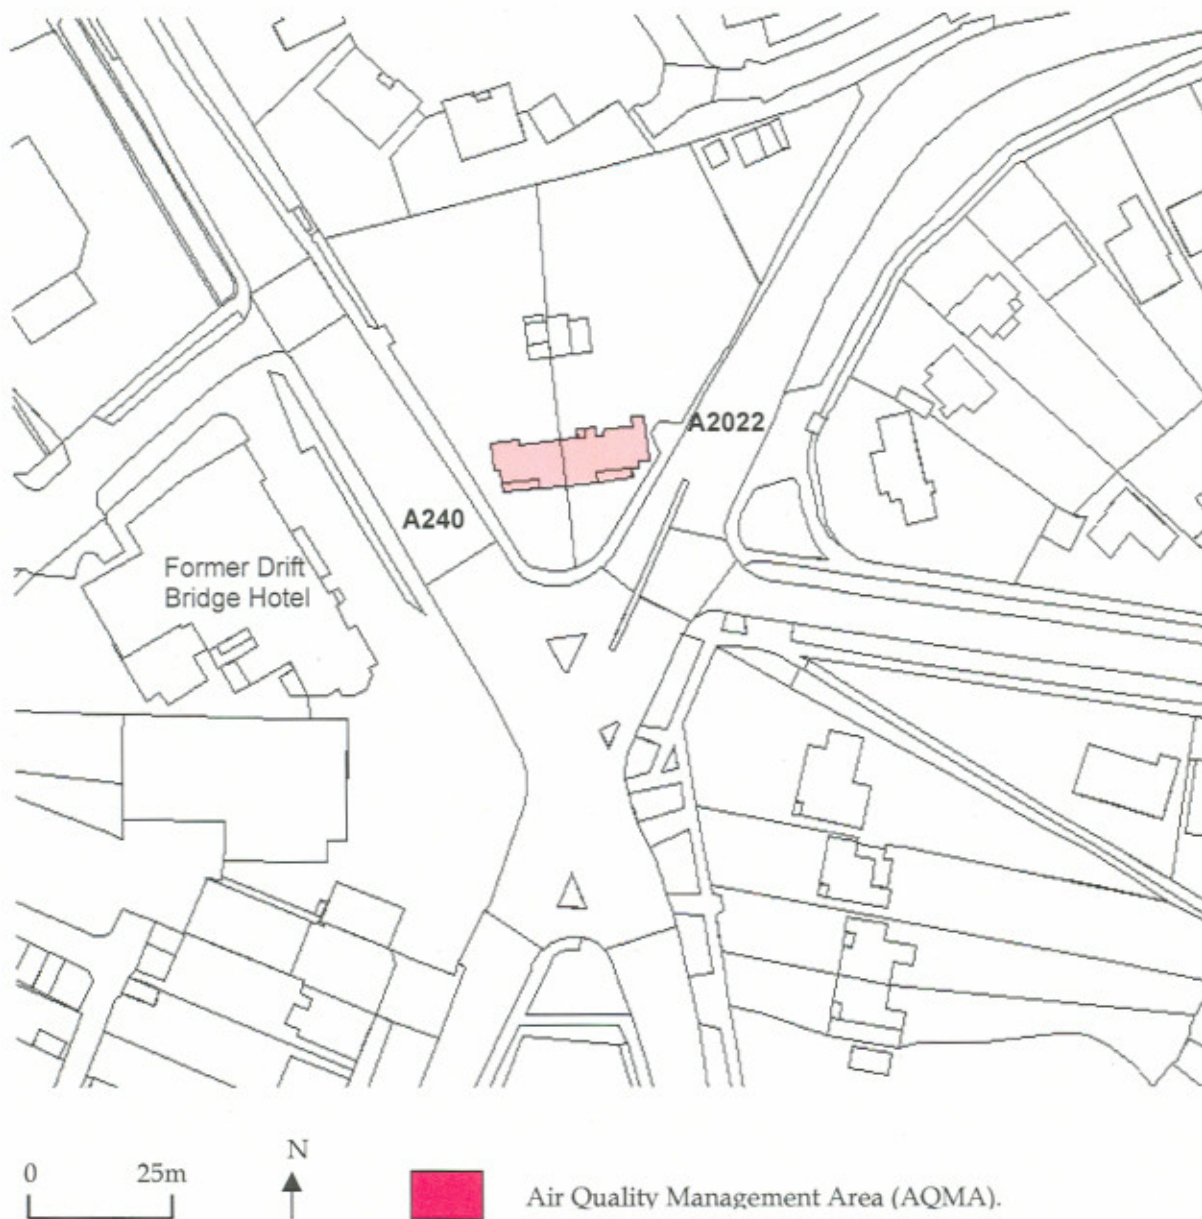 A2022
A240
Former Drift
Bridge Hotel
0 25m
N
Air Quality Management Area (AQMA).